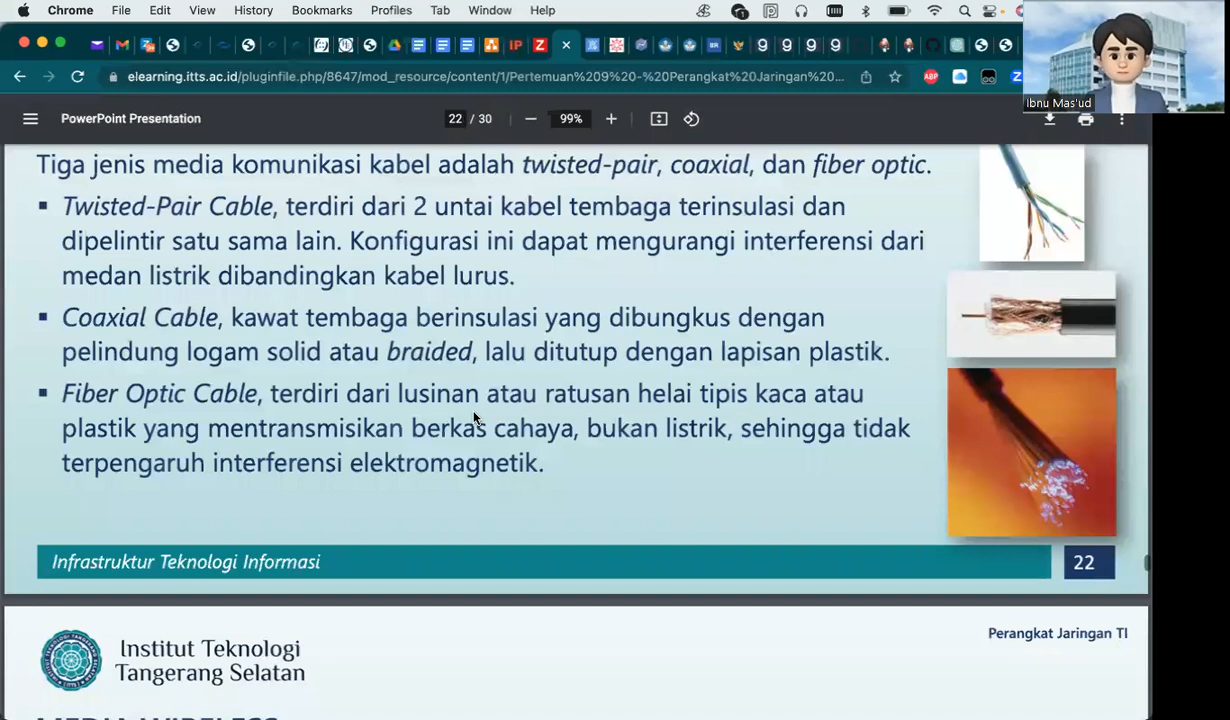 Chrome File Edit View History Bookmarks Profiles Tab Window Help
elearning.itts.ac.id/pluginfile.php/8647/mod_resource/content/1/Pertemuan%209%20-%20Perangkat%20Jaringan%20...
Ibnu Mas'ud
PowerPoint Presentation 22 / 30 99%
Tiga jenis media komunikasi kabel adalah twisted-pair, coaxial, dan fiber optic.
▪ Twisted-Pair Cable, terdiri dari 2 untai kabel tembaga terinsulasi dan
dipelintir satu sama lain. Konfigurasi ini dapat mengurangi interferensi dari
medan listrik dibandingkan kabel lurus.
▪ Coaxial Cable, kawat tembaga berinsulasi yang dibungkus dengan
pelindung logam solid atau braided, lalu ditutup dengan lapisan plastik.
▪ Fiber Optic Cable, terdiri dari lusinan atau ratusan helai tipis kaca atau
plastik yang mentransmisikan berkas cahaya, bukan listrik, sehingga tidak
terpengaruh interferensi elektromagnetik.
Infrastruktur Teknologi Informasi 22
Institut Teknologi
Tangerang Selatan
Perangkat Jaringan TI
MEDIA WIRELESS